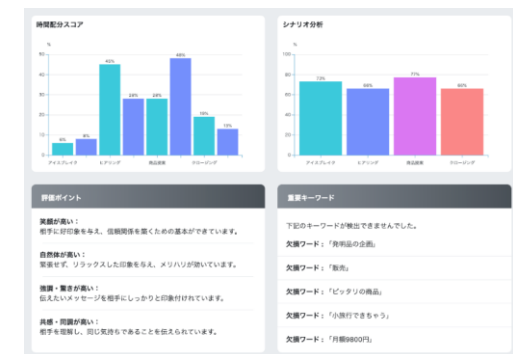 時間配分スコア
%
50
45%
48%
40
30
28%
28%
20
19%
13%
10
6%
8%
0
アイスブレイク
ヒアリング
商品提案
クロージング
シナリオ分析
%
100
80
73%
66%
77%
66%
60
40
20
0
アイスブレイク
ヒアリング
商品提案
クロージング
評価ポイント
笑顔が高い：
相手に好印象を与え、信頼関係を築くための基本ができています。
自然体が高い：
緊張せず、リラックスした印象を与え、メリハリが効いています。
強調・驚きが高い：
伝えたいメッセージを相手にしっかりと印象付けれています。
共感・同調が高い：
相手を理解し、同じ気持ちであることを伝えられています。
重要キーワード
下記のキーワードが検出できませんでした。
欠損ワード：「発明品の企画」
欠損ワード：「販売」
欠損ワード：「ピッタリの商品」
欠損ワード：「小旅行できちゃう」
欠損ワード：「月額9800円」